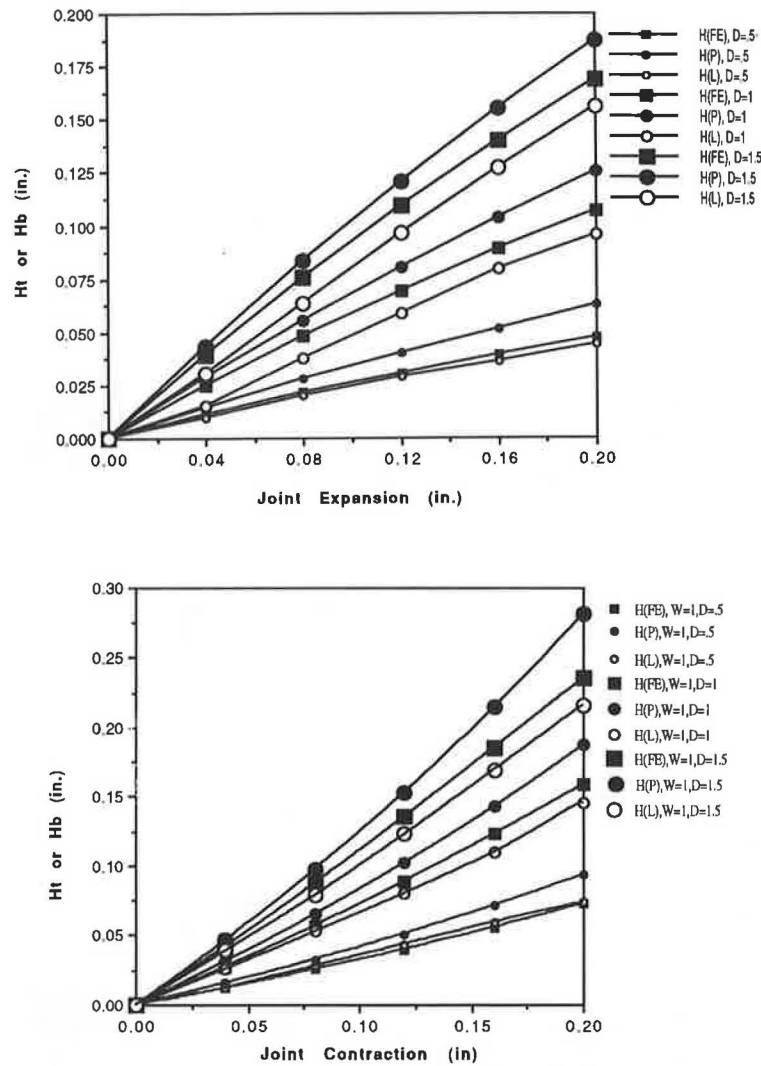 0.200
0.175
0.150
0.125
0.100
0.075
0.050
0.025
0.000
Ht or Hb (in.)
0.00 0.04 0.08 0.12 0.16 0.20
Joint Expansion (in.)
H(FE), D=.5
H(P), D=.5
H(L), D=.5
H(FE), D=1
H(P), D=1
H(L), D=1
H(FE), D=1.5
H(P), D=1.5
H(L), D=1.5
0.30
0.25
0.20
0.15
0.10
0.05
0.00
Ht or Hb (in.)
0.00 0.05 0.10 0.15 0.20
Joint Contraction (in)
H(FE), W=1,D=.5
H(P),W=1,D=.5
H(L),W=1,D=.5
H(FE),W=1,D=1
H(P),W=1,D=1
H(L),W=1,D=1
H(FE),W=1,D=1.5
H(P),W=1,D=1.5
H(L),W=1,D=1.5